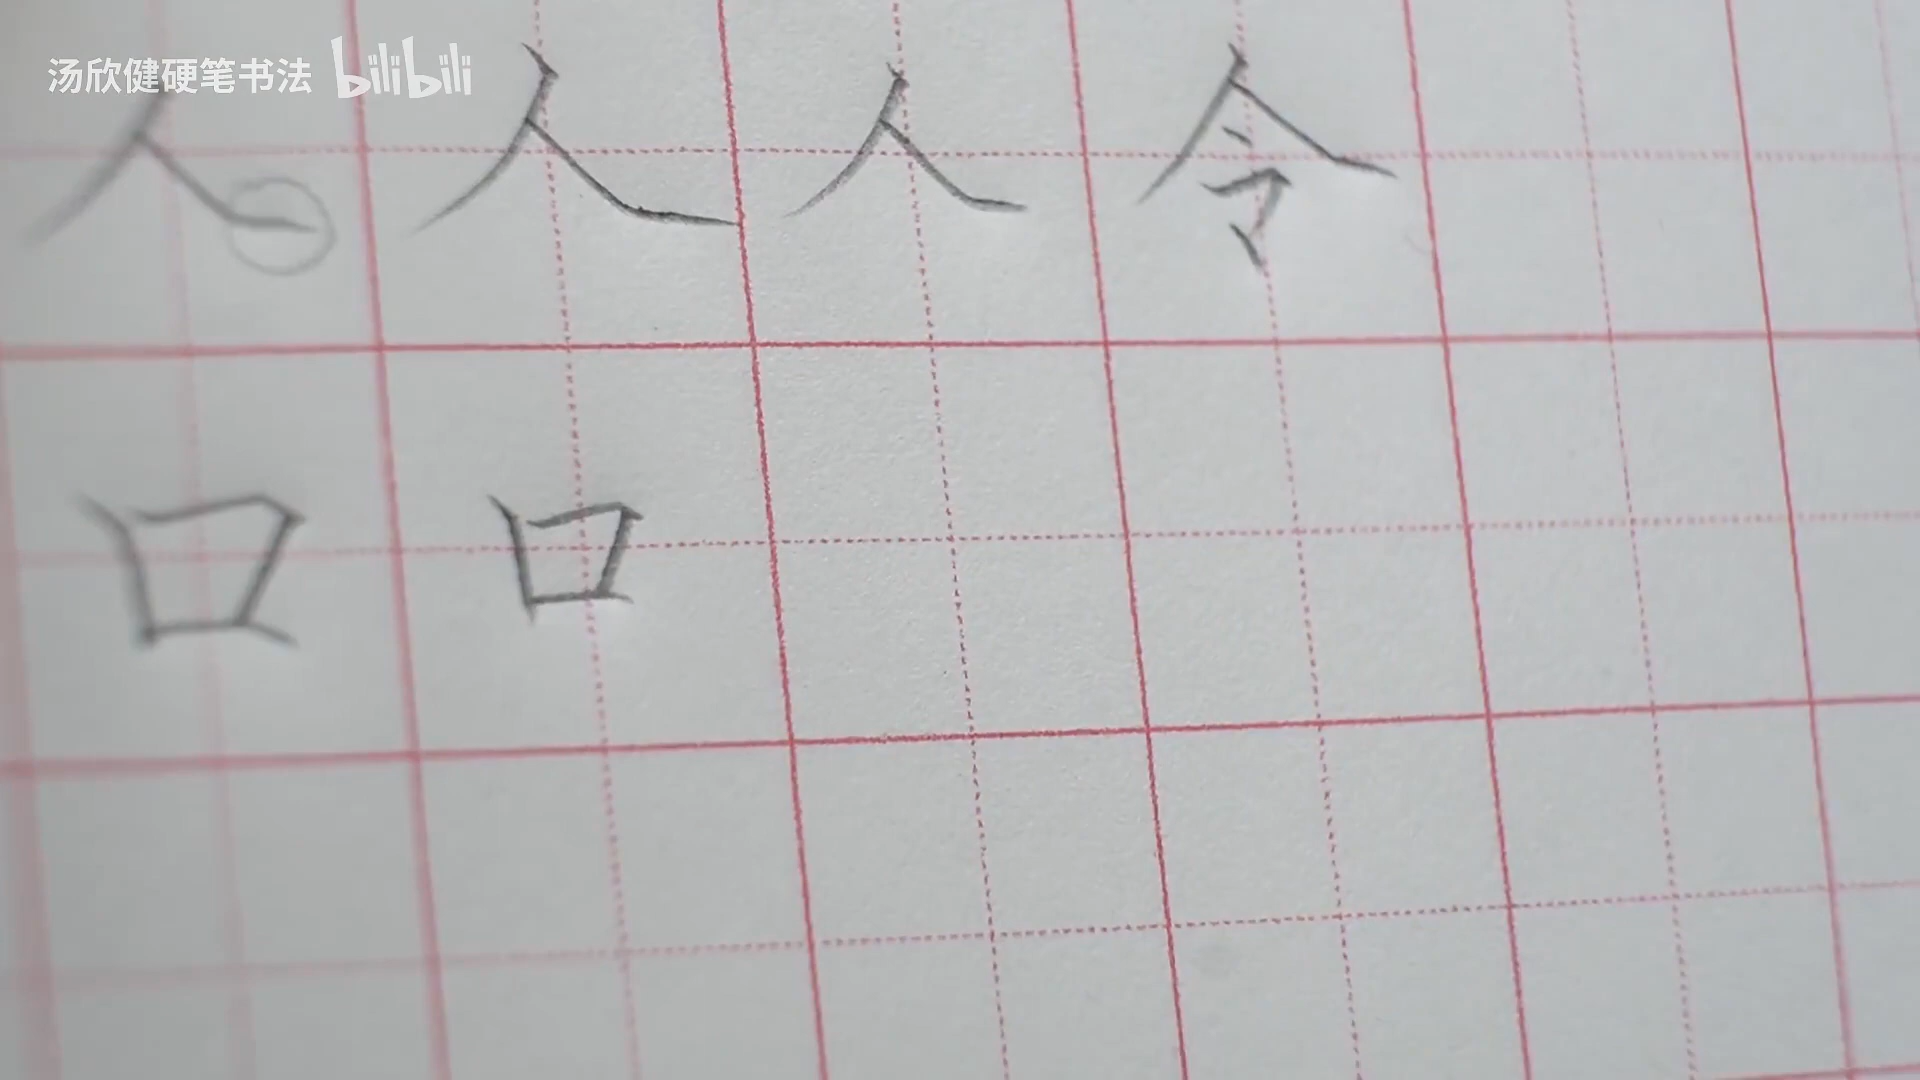 汤欣健硬笔书法 bilibili
人 人 人 令
口 口